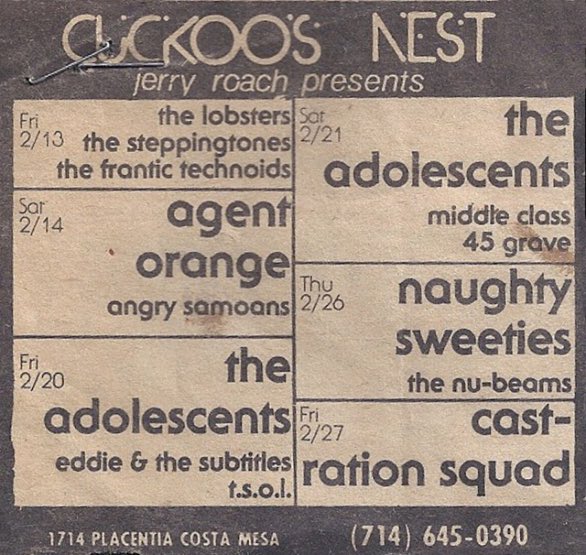 CUCKOO'S NEST
jerry roach presents
Fri
2/13
the lobsters
the steppingtones
the frantic technoids
Sat
2/14
agent
orange
angry samoans
Fri
2/20
the
adolescents
eddie & the subtitles
t.s.o.l.
Sat
2/21
the
adolescents
middle class
45 grave
Thu
2/26
naughty
sweeties
the nu-beams
Fri
2/27
cast-
ration squad
1714 PLACENTIA COSTA MESA
(714) 645-0390